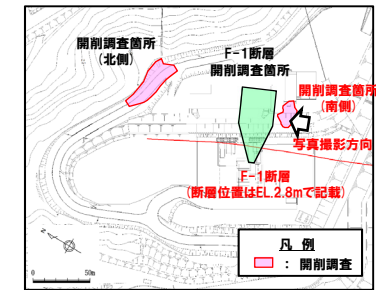 開削調査箇所
(北側)
F-1断層
開削調査箇所
開削調査箇所
(南側)
写真撮影方向
F-1断層
(断層位置はEL.2.8mで記載)
N
0
50m
凡 例
: 開削調査